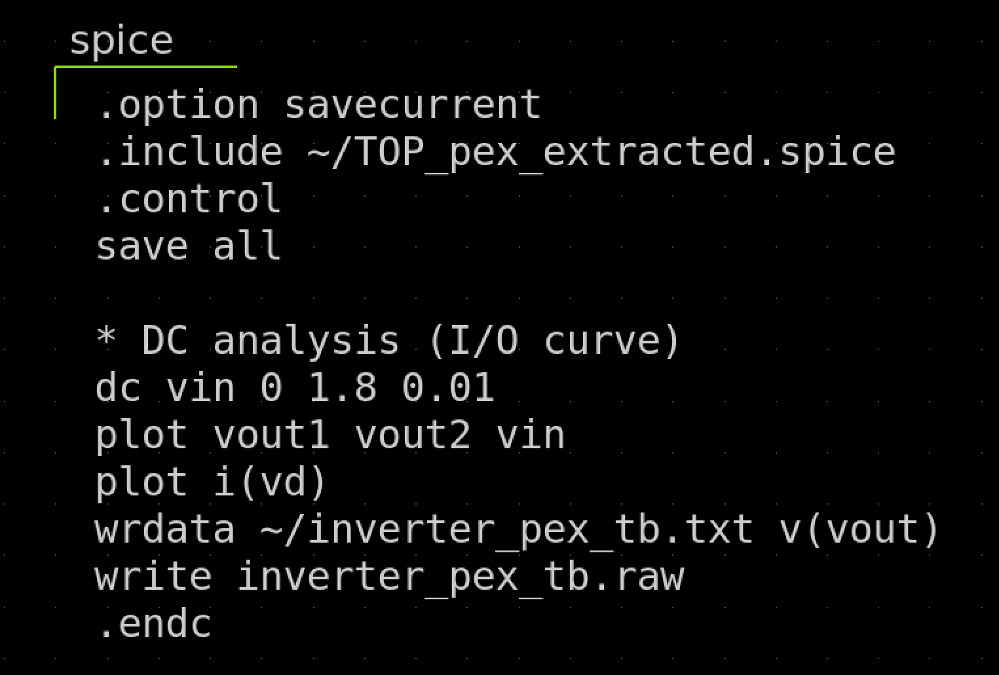 spice
.option savecurrent
.include ~/TOP_pex_extracted.spice
.control
save all
* DC analysis (I/O curve)
dc vin 0 1.8 0.01
plot vout1 vout2 vin
plot i(vd)
wrdata ~/inverter_pex_tb.txt v(vout)
write inverter_pex_tb.raw
.endc